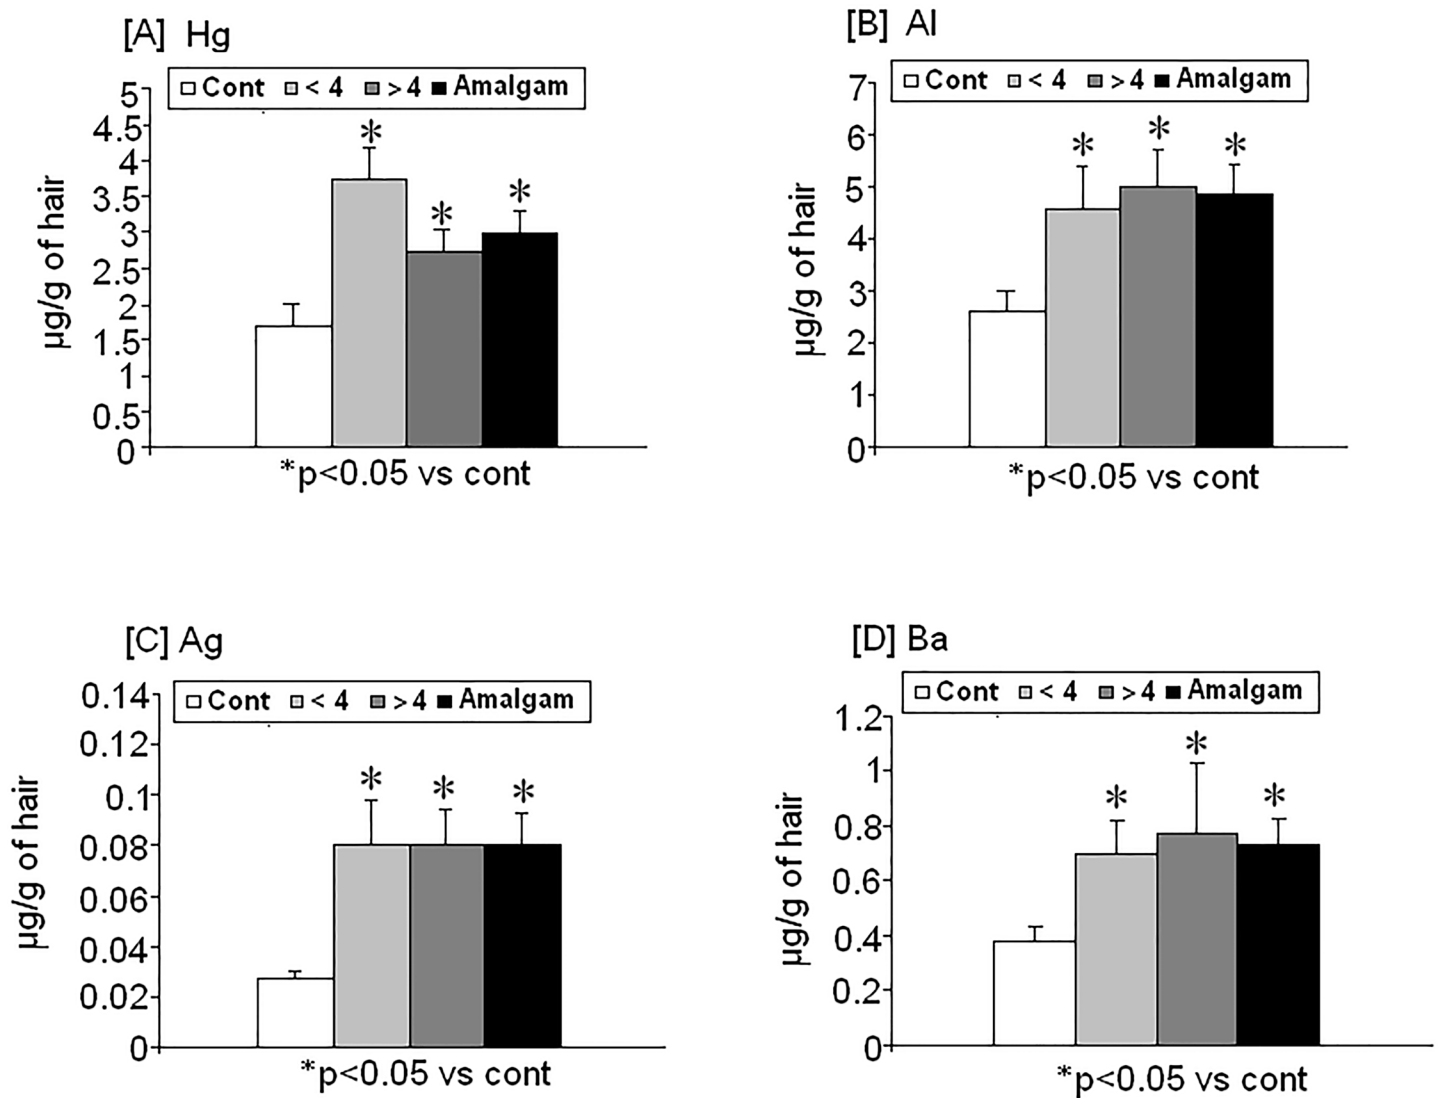 [A] Hg
Cont < 4 > 4 Amalgam
5
4.5
4
3.5
3
2.5
2
1.5
1
0.5
0
µg/g of hair
* * *
*p<0.05 vs cont
[B] Al
Cont < 4 > 4 Amalgam
7
6
5
4
3
2
1
0
µg/g of hair
* * *
*p<0.05 vs cont
[C] Ag
Cont < 4 > 4 Amalgam
0.14
0.12
0.1
0.08
0.06
0.04
0.02
0
µg/g of hair
* * *
*p<0.05 vs cont
[D] Ba
Cont < 4 > 4 Amalgam
1.2
1
0.8
0.6
0.4
0.2
0
µg/g of hair
* * *
*p<0.05 vs cont